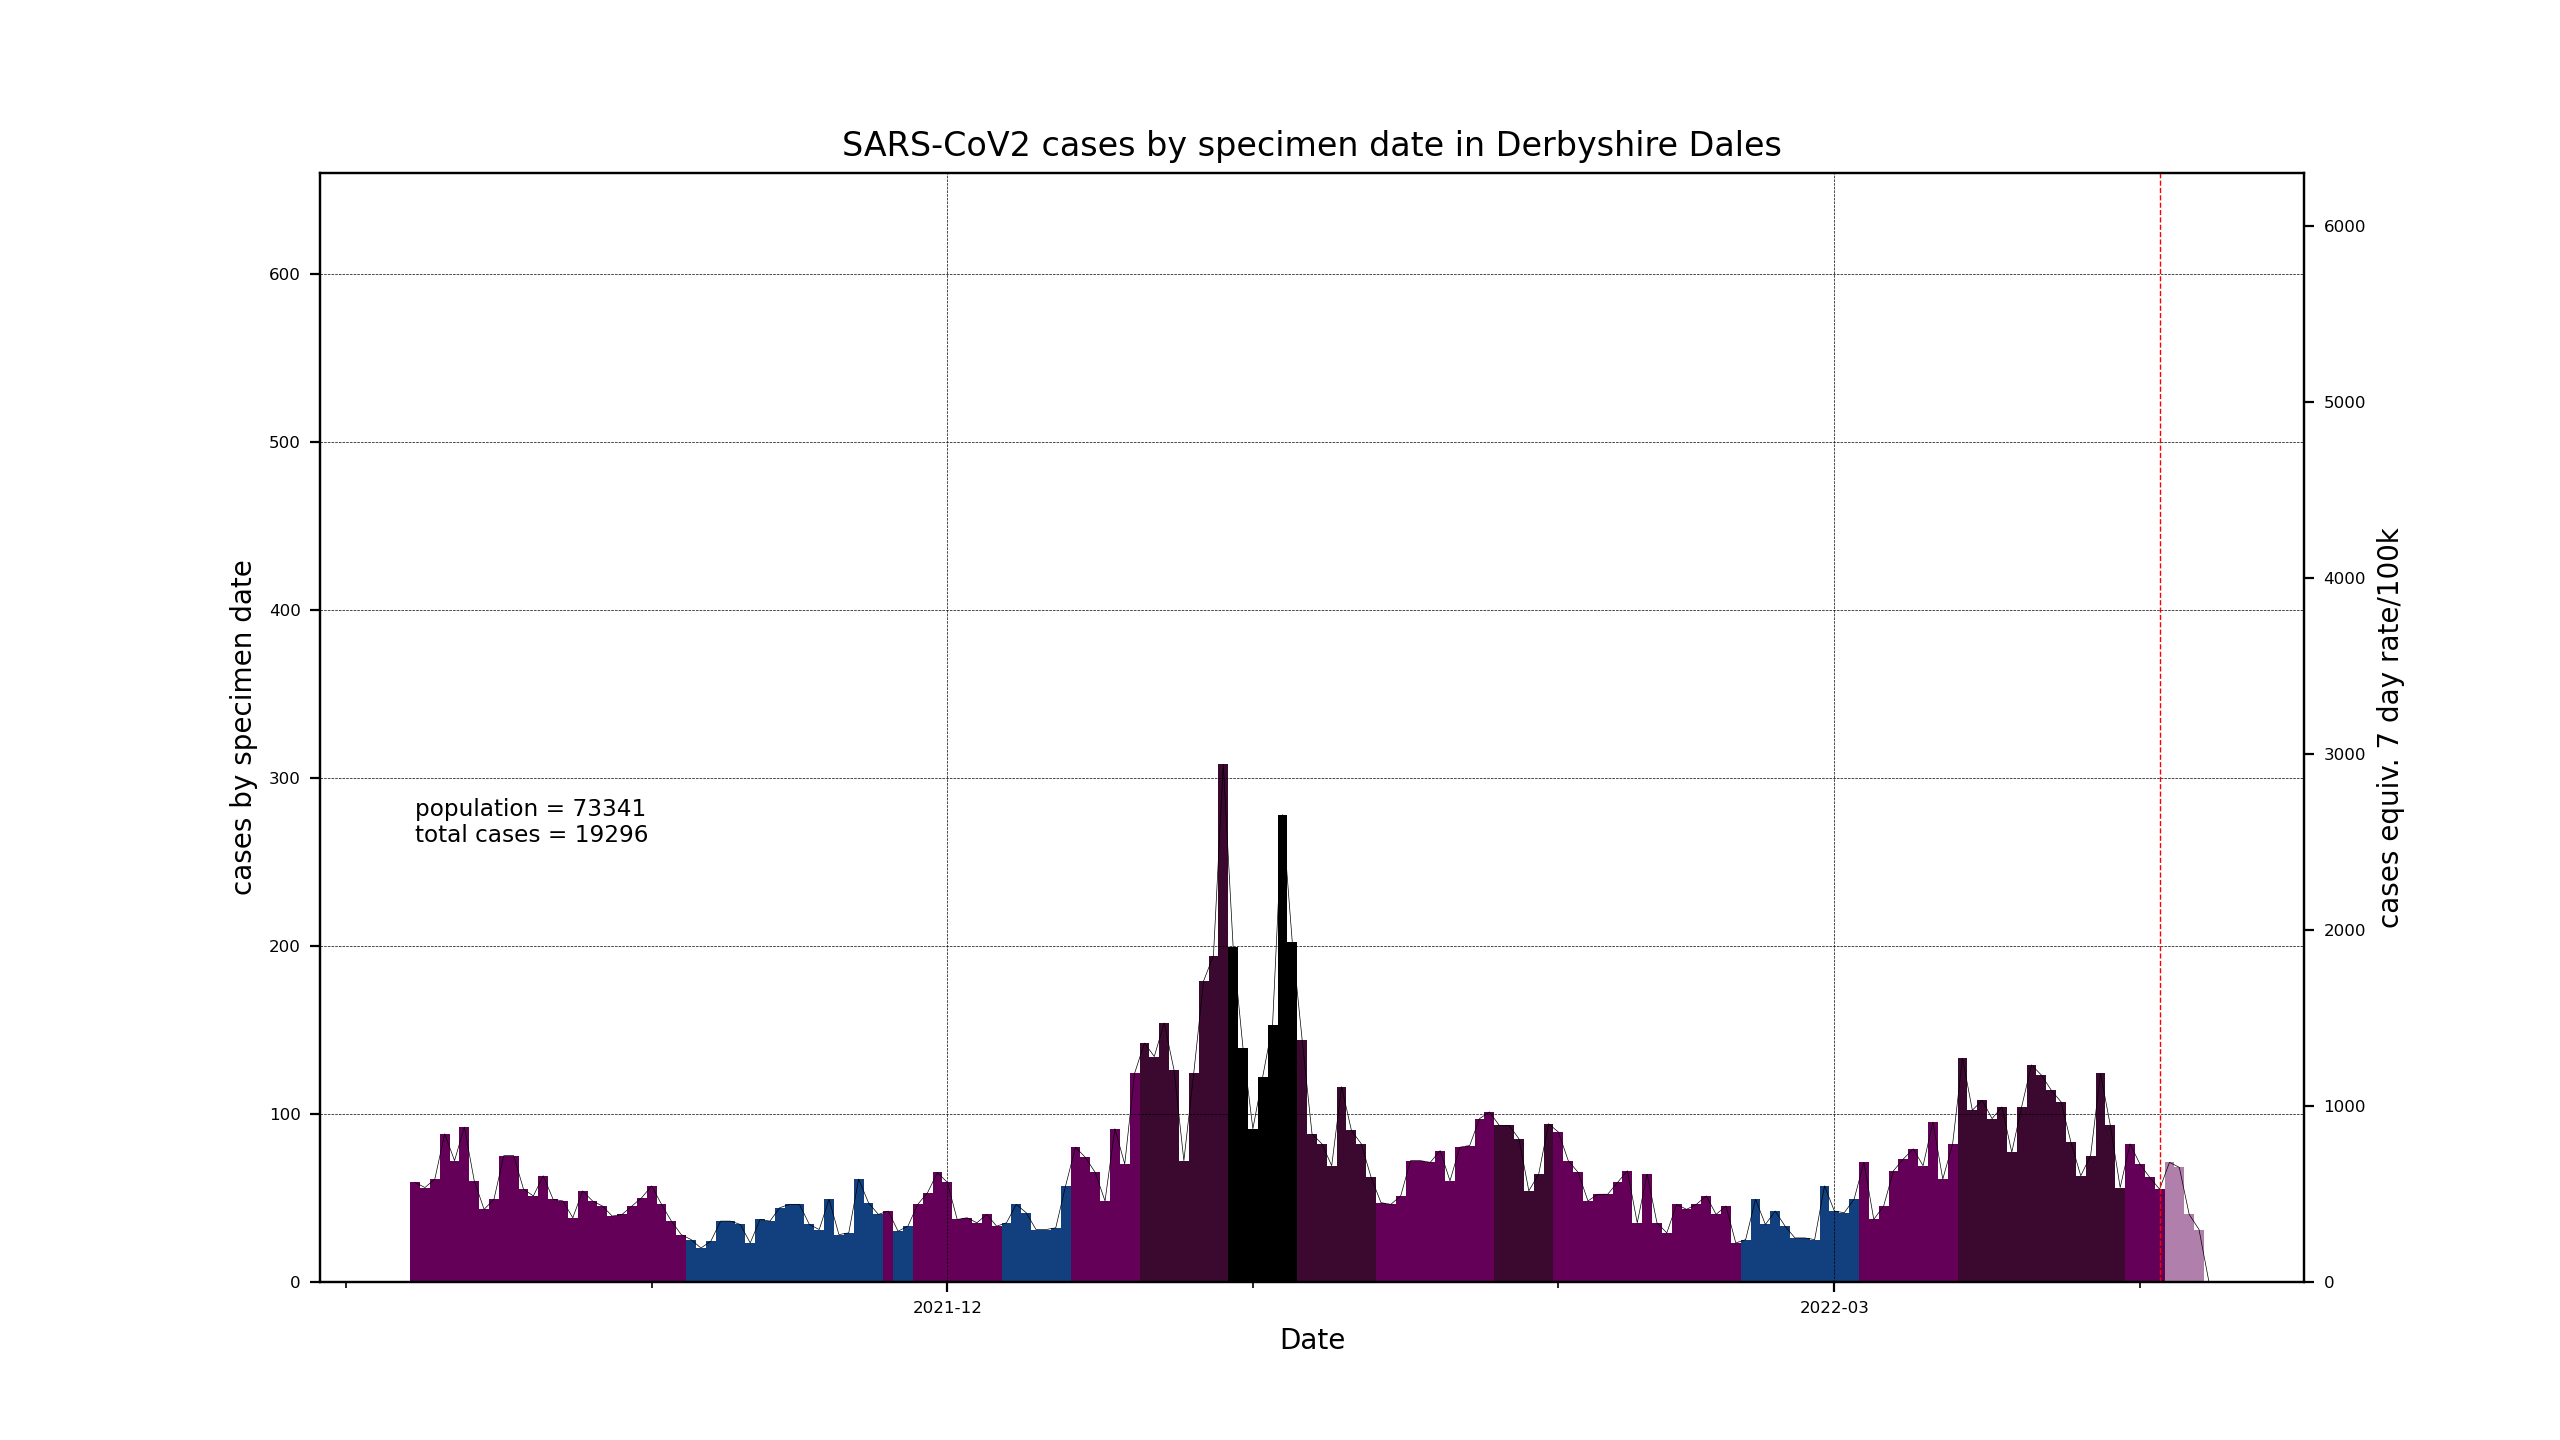 SARS-CoV2 cases by specimen date in Derbyshire Dales
cases by specimen date
600
500
400
300
200
100
0
population = 73341
total cases = 19296
6000
5000
4000
3000
2000
1000
0
cases equiv. 7 day rate/100k
2021-12
2022-03
Date